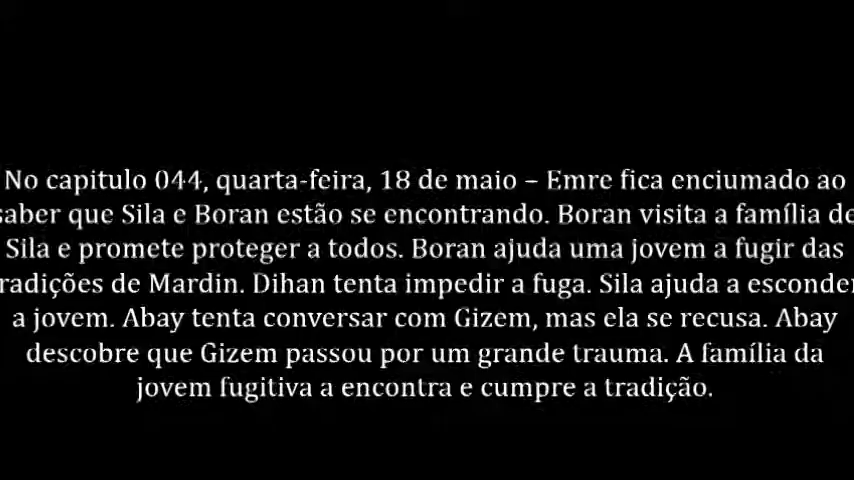 No capitulo 044, quarta-feira, 18 de maio – Emre fica enciumado ao
saber que Sila e Boran estão se encontrando. Boran visita a família de
Sila e promete proteger a todos. Boran ajuda uma jovem a fugir das
radições de Mardin. Dihan tenta impedir a fuga. Sila ajuda a esconder
a jovem. Abay tenta conversar com Gizem, mas ela se recusa. Abay
descobre que Gizem passou por um grande trauma. A família da
jovem fugitiva a encontra e cumpre a tradição.